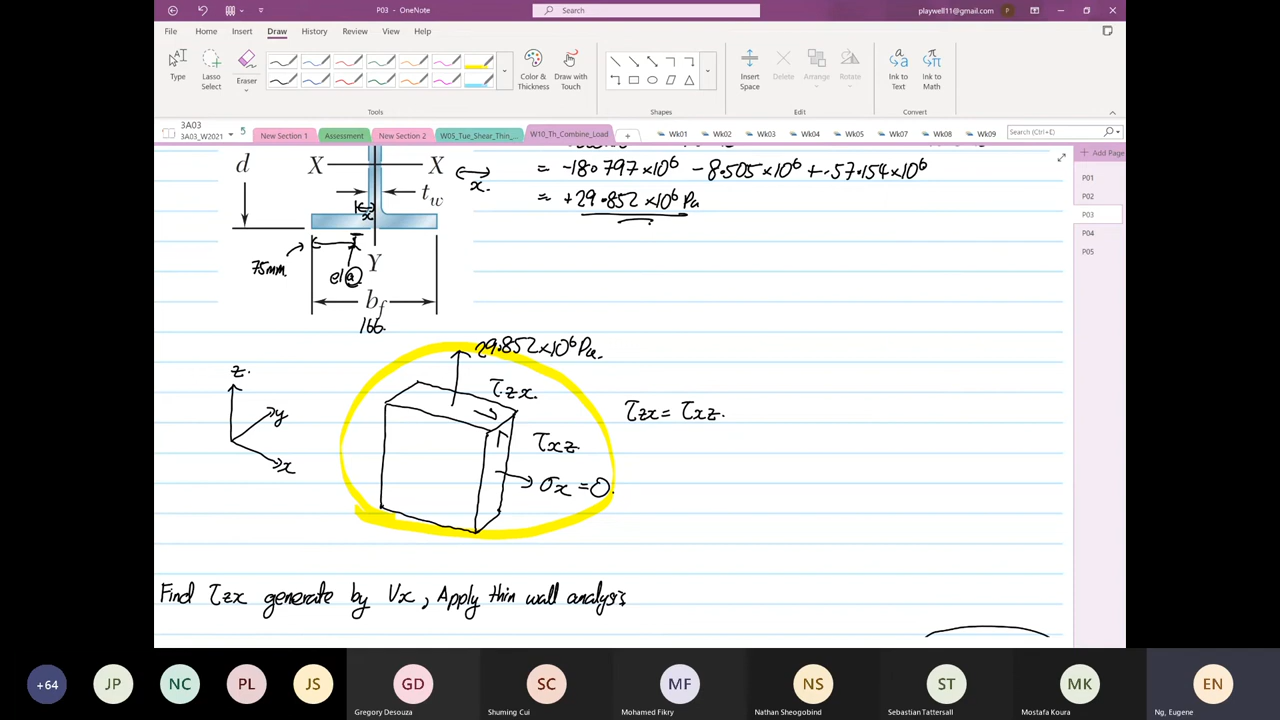 P03 - OneNote
Search
playwell11@gmail.com
P
File Home Insert Draw History View Help
Type
Lasso Select
Eraser
Color & Thickness
Draw with Touch
Insert Space
Delete
Arrange
Rotate
Ink to Text
Ink to Math
Tools
Shapes
Edit
Convert
3A03
3A03_W2021
5
New Section 1 Assessment New Section 2 W05_Tue_Shear_Thin_... W10_Th_Combine_Load
Wk01 Wk02 Wk03 Wk04 Wk05 Wk07 Wk08 Wk09
Search (Ctrl+E)
Add Page
P01
P02
P03
P04
P05
= -18.797×10⁶ - 8.505×10⁶ + 57.154×10⁶
= +29.852×10⁶ Pa
d
X X
x.
t_w
x
75mm.
el a
Y
b_f
166.
29.852×10⁶ Pa.
z.
y
x
τzx.
τxz
σx = 0.
τzx = τxz.
Find τzx generate by Vx, Apply thin wall analysis
+64
JP
NC
PL
JS
GD
Gregory Desouza
SC
Shuming Cui
MF
Mohamed Fikry
NS
Nathan Sheogobind
ST
Sebastian Tattersall
MK
Mostafa Koura
EN
Ng, Eugene